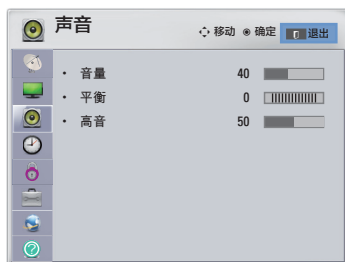 声音
移动 确定 退出
• 音量 40
• 平衡 0
• 高音 50